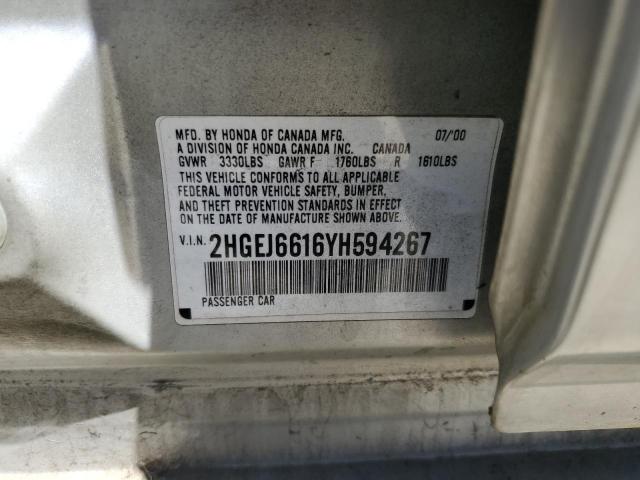 MFD. BY HONDA OF CANADA MFG. 07/'00
A DIVISION OF HONDA CANADA INC. CANADA
GVWR 3330LBS GAWR F 1760LBS R 1610LBS
THIS VEHICLE CONFORMS TO ALL APPLICABLE
FEDERAL MOTOR VEHICLE SAFETY, BUMPER,
AND THEFT PREVENTION STANDARDS IN EFFECT
ON THE DATE OF MANUFACTURE SHOWN ABOVE.
V.I.N. 2HGEJ6616YH594267
PASSENGER CAR